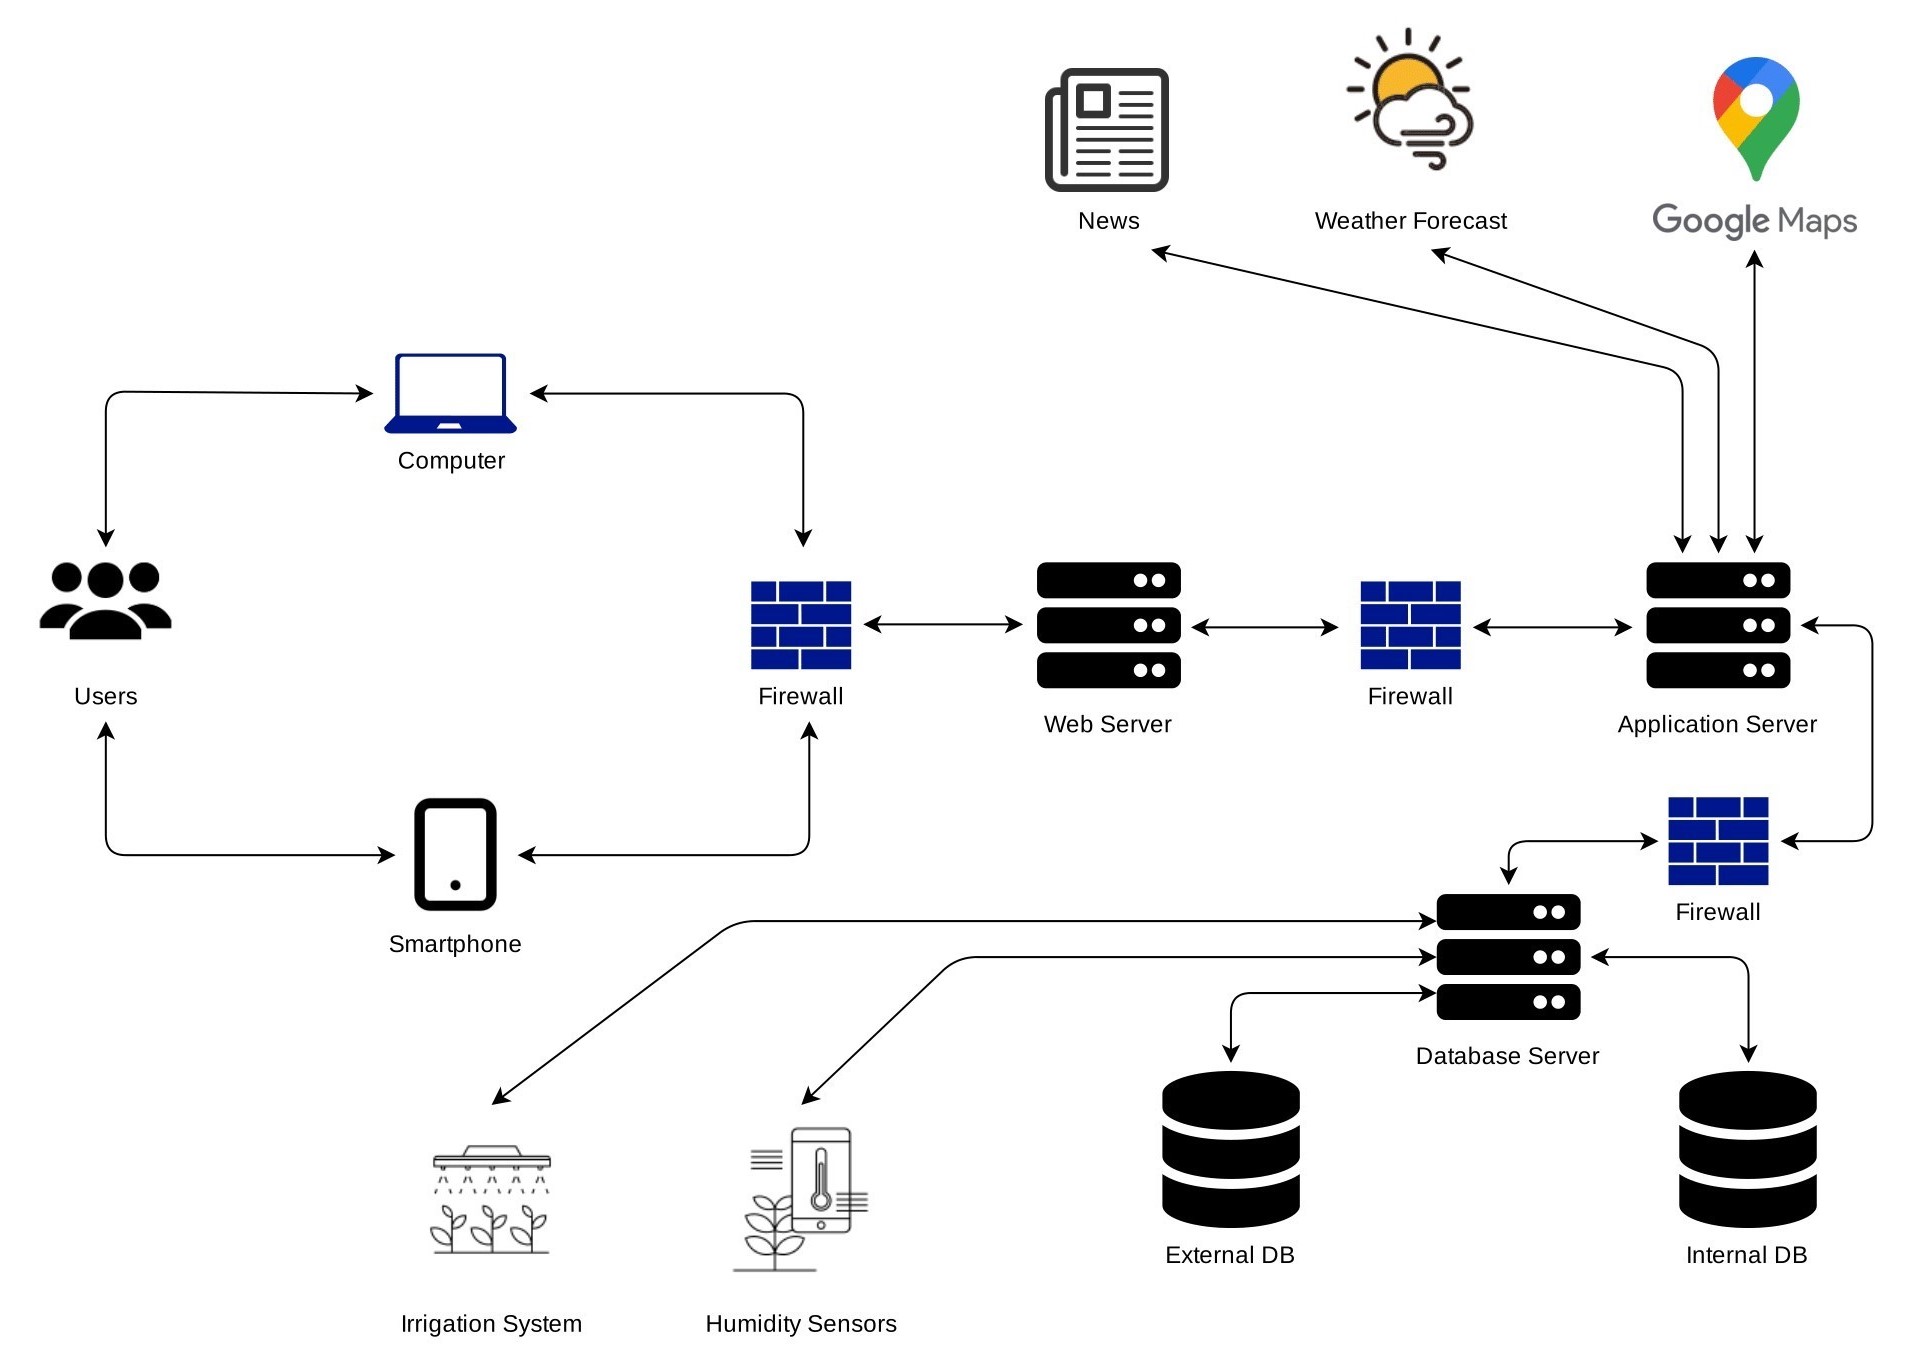 News
Weather Forecast
Google Maps
Computer
Users
Firewall
Web Server
Firewall
Application Server
Smartphone
Firewall
Database Server
External DB
Internal DB
Irrigation System
Humidity Sensors